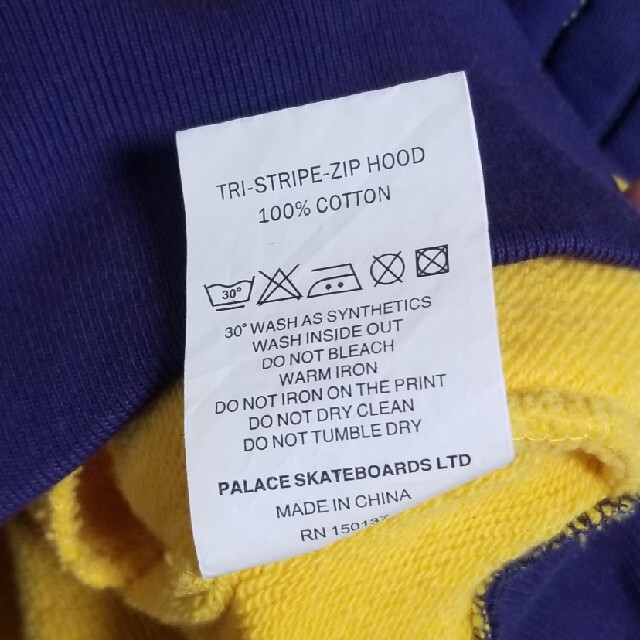 TRI-STRIPE-ZIP HOOD
100% COTTON
30°
30° WASH AS SYNTHETICS
WASH INSIDE OUT
DO NOT BLEACH
WARM IRON
DO NOT IRON ON THE PRINT
DO NOT DRY CLEAN
DO NOT TUMBLE DRY
PALACE SKATEBOARDS LTD
MADE IN CHINA
RN